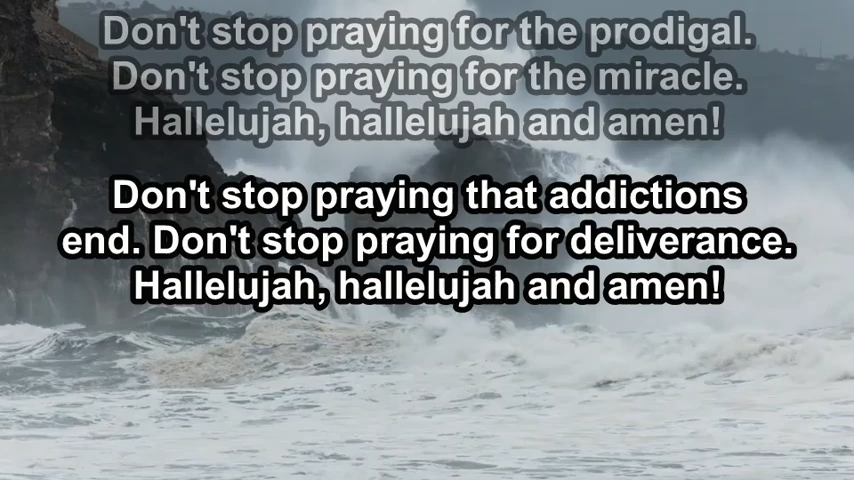 Don't stop praying for the prodigal.
Don't stop praying for the miracle.
Hallelujah, hallelujah and amen!
Don't stop praying that addictions
end. Don't stop praying for deliverance.
Hallelujah, hallelujah and amen!